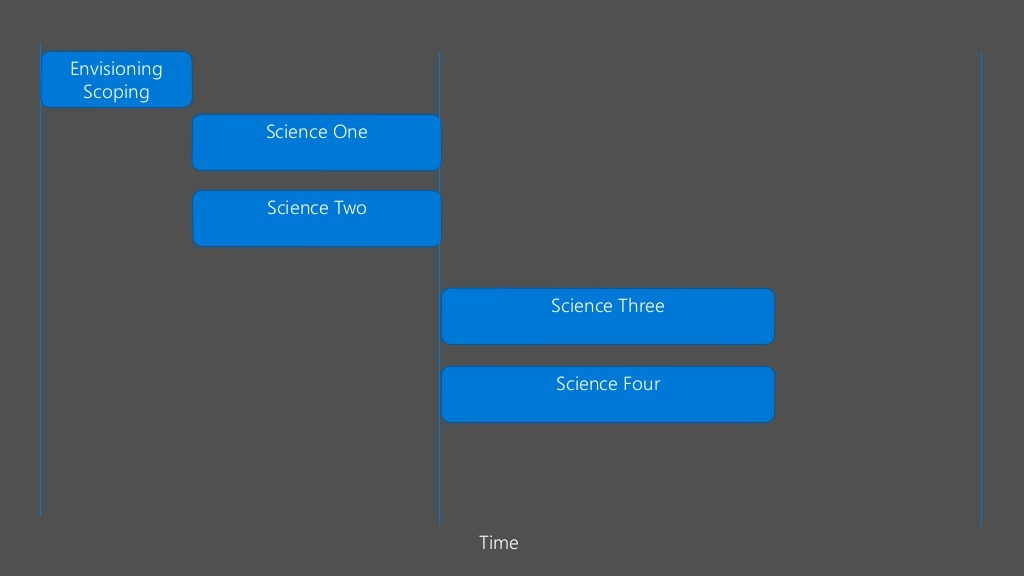 Envisioning
Scoping
Science One
Science Two
Science Three
Science Four
Time